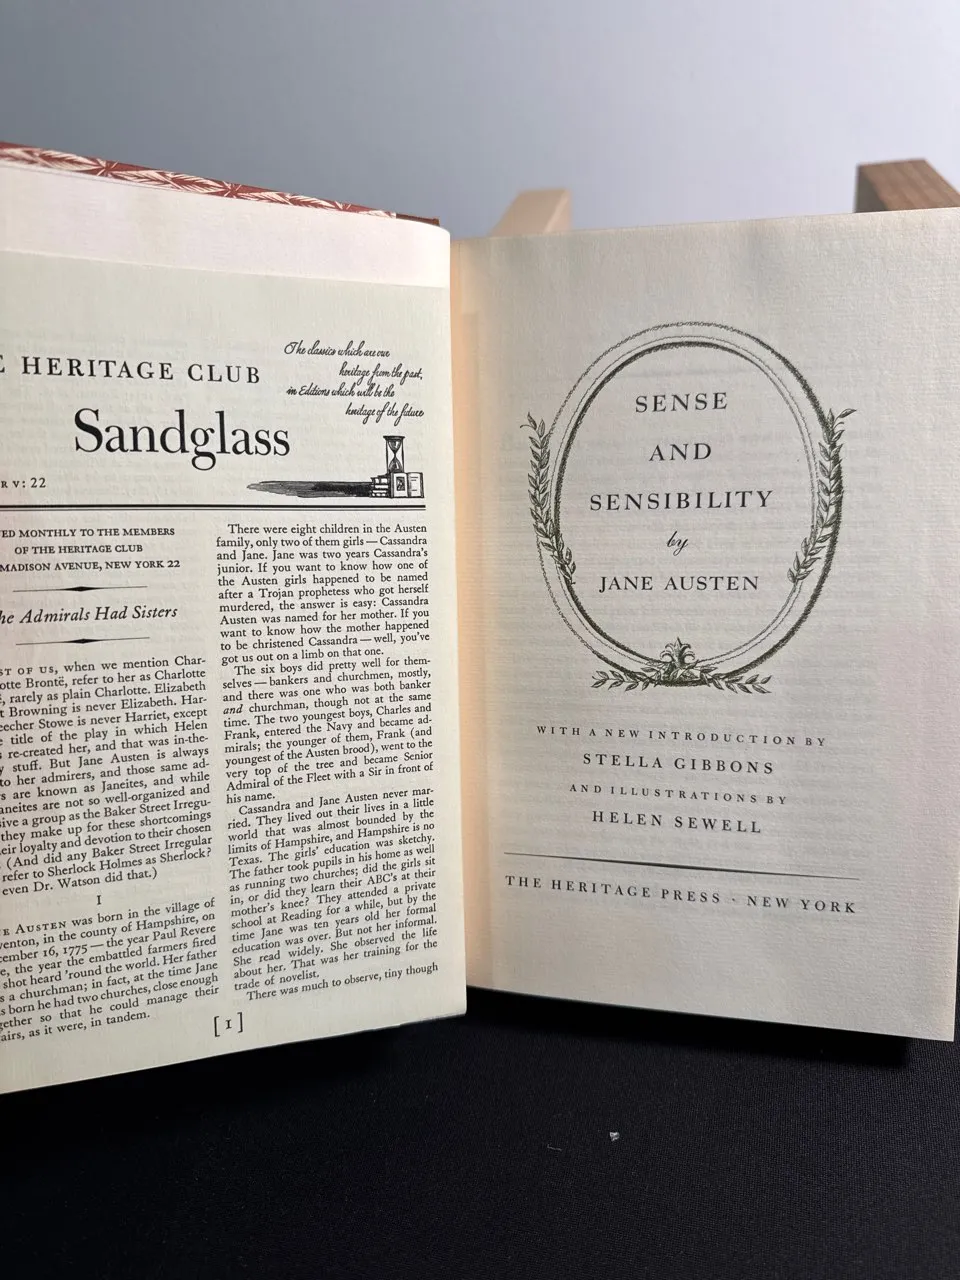 HERITAGE CLUB
The classics which are our
heritage from the past,
in Editions which will be the
heritage of the future
Sandglass
R V: 22
ED MONTHLY TO THE MEMBERS
OF THE HERITAGE CLUB
MADISON AVENUE, NEW YORK 22
he Admirals Had Sisters
ST OF US, when we mention Char-
otte Brontë, refer to her as Charlotte
, rarely as plain Charlotte. Elizabeth
t Browning is never Elizabeth. Har-
eecher Stowe is never Harriet, except
title of the play in which Helen
s re-created her, and that was in-the-
y stuff. But Jane Austen is always
to her admirers, and those same ad-
rs are known as Janeites, and while
aneites are not so well-organized and
sive a group as the Baker Street Irregu-
they make up for these shortcomings
eir loyalty and devotion to their chosen
. (And did any Baker Street Irregular
refer to Sherlock Holmes as Sherlock?
even Dr. Watson did that.)
I
E AUSTEN was born in the village of
venton, in the county of Hampshire, on
cember 16, 1775 — the year Paul Revere
e, the year the embattled farmers fired
shot heard 'round the world. Her father
s a churchman; in fact, at the time Jane
s born he had two churches, close enough
gether so that he could manage their
airs, as it were, in tandem.
There were eight children in the Austen
family, only two of them girls — Cassandra
and Jane. Jane was two years Cassandra's
junior. If you want to know how one of
the Austen girls happened to be named
after a Trojan prophetess who got herself
murdered, the answer is easy: Cassandra
Austen was named for her mother. If you
want to know how the mother happened
to be christened Cassandra — well, you've
got us out on a limb on that one.
The six boys did pretty well for them-
selves — bankers and churchmen, mostly,
and there was one who was both banker
and churchman, though not at the same
time. The two youngest boys, Charles and
Frank, entered the Navy and became ad-
mirals; the younger of them, Frank (and
youngest of the Austen brood), went to the
very top of the tree and became Senior
Admiral of the Fleet with a Sir in front of
his name.
Cassandra and Jane Austen never mar-
ried. They lived out their lives in a little
world that was almost bounded by the
limits of Hampshire, and Hampshire is no
Texas. The girls' education was sketchy.
The father took pupils in his home as well
as running two churches; did the girls sit
in, or did they learn their ABC's at their
mother's knee? They attended a private
school at Reading for a while, but by the
time Jane was ten years old her formal
education was over. But not her informal.
She read widely. She observed the life
about her. That was her training for the
trade of novelist.
There was much to observe, tiny though
[1]
SENSE
AND
SENSIBILITY
by
JANE AUSTEN
WITH A NEW INTRODUCTION BY
STELLA GIBBONS
AND ILLUSTRATIONS BY
HELEN SEWELL
THE HERITAGE PRESS · NEW YORK